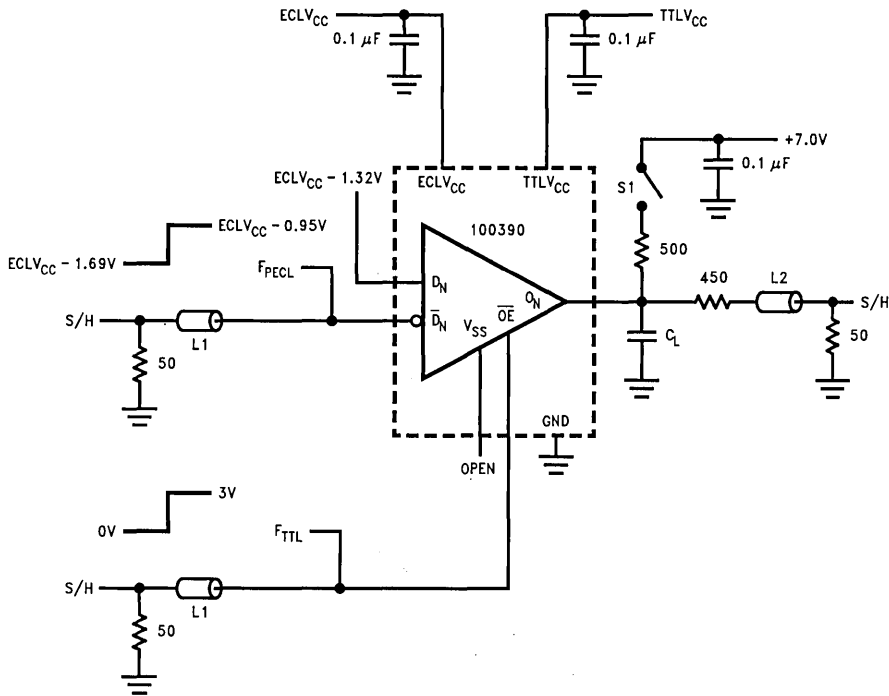 ECLVCC
TTLVCC
0.1 μF
0.1 μF
+7.0V
0.1 μF
S1
ECLVCC – 1.32V
ECLVCC
TTLVCC
100390
500
ECLVCC – 0.95V
ECLVCC – 1.69V
FPECL
DN
ON
450
L2
S/H
S/H
L1
D̅N
VSS
O̅E̅
50
CL
50
GND
OPEN
3V
0V
FTTL
S/H
L1
50